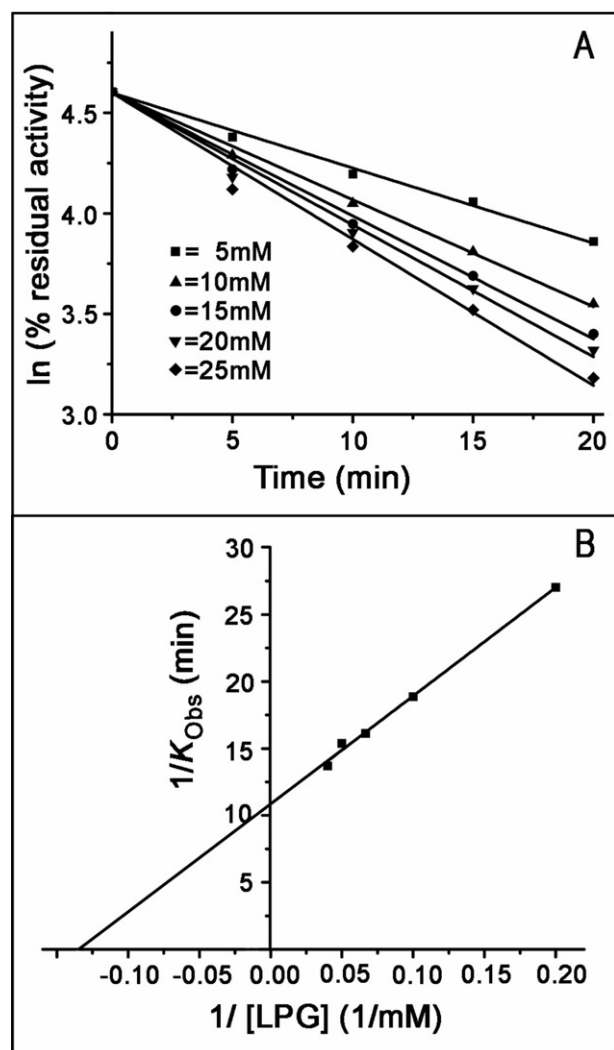 A
ln (% residual activity)
4.5
4.0
3.5
3.0
■ = 5mM
▲ =10mM
● =15mM
▼ =20mM
◆ =25mM
0 5 10 15 20
Time (min)
B
1/KObs (min)
30
25
20
15
10
5
-0.10 -0.05 0.00 0.05 0.10 0.15 0.20
1/ [LPG] (1/mM)